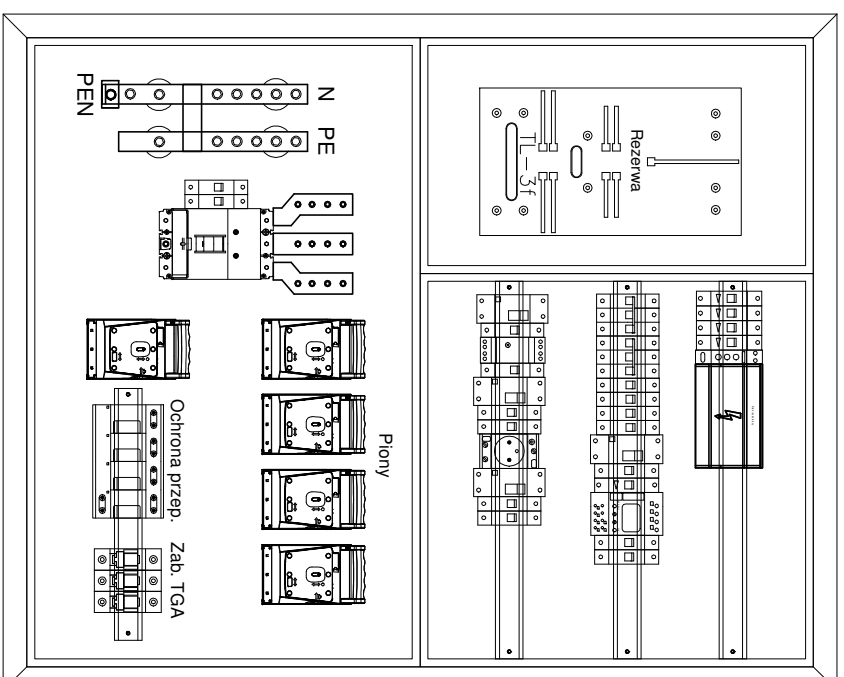 N
PE
PEN
Rezerwa
TL-3f
Piony
Ochrona przep.
Zab. TGA